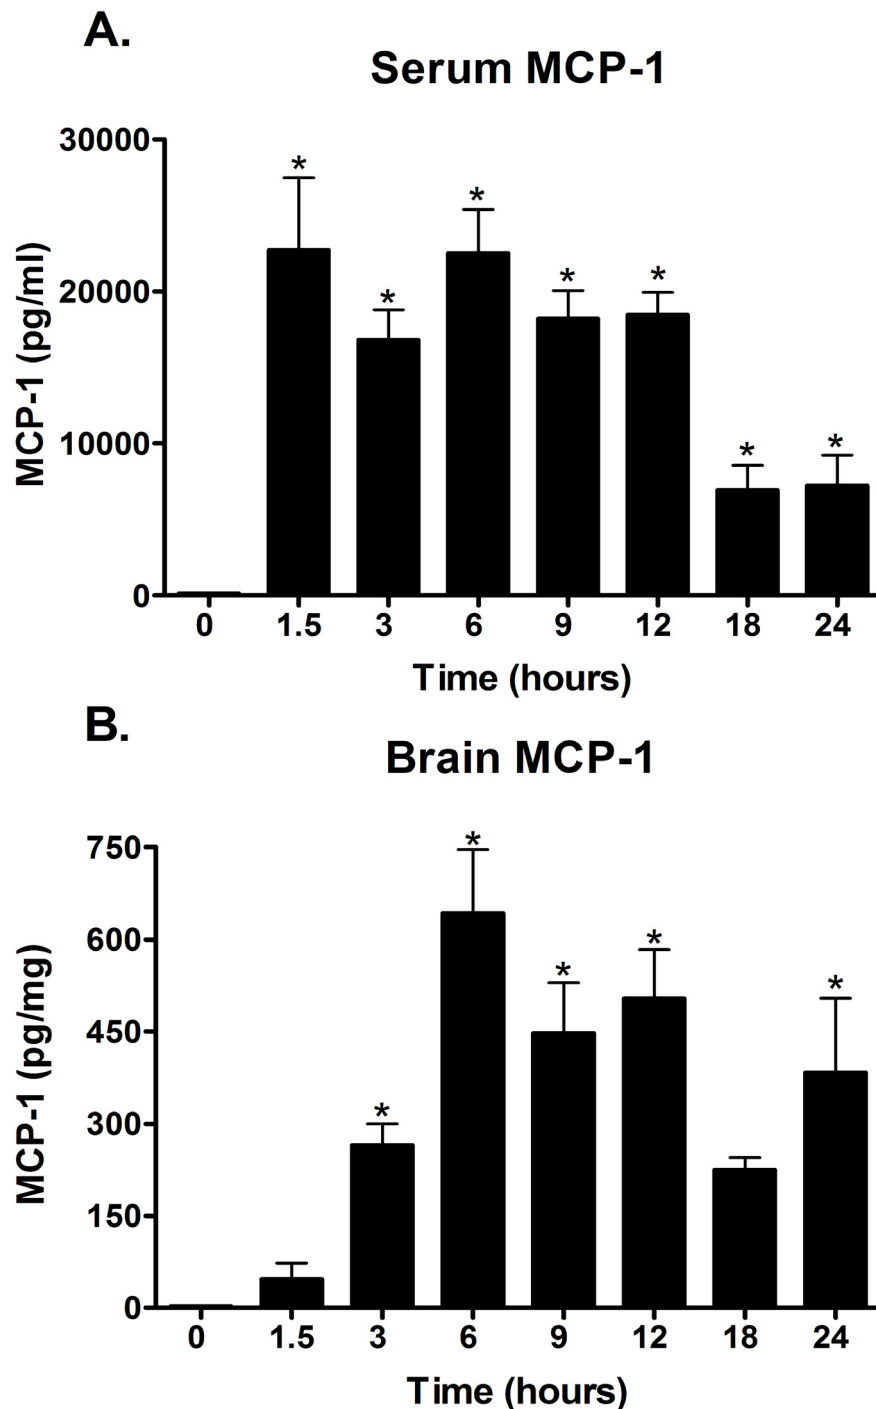 A.
Serum MCP-1
MCP-1 (pg/ml)
30000
20000
10000
0
* * * * * * *
0 1.5 3 6 9 12 18 24
Time (hours)
B.
Brain MCP-1
MCP-1 (pg/mg)
750
600
450
300
150
0
* * * * *
0 1.5 3 6 9 12 18 24
Time (hours)